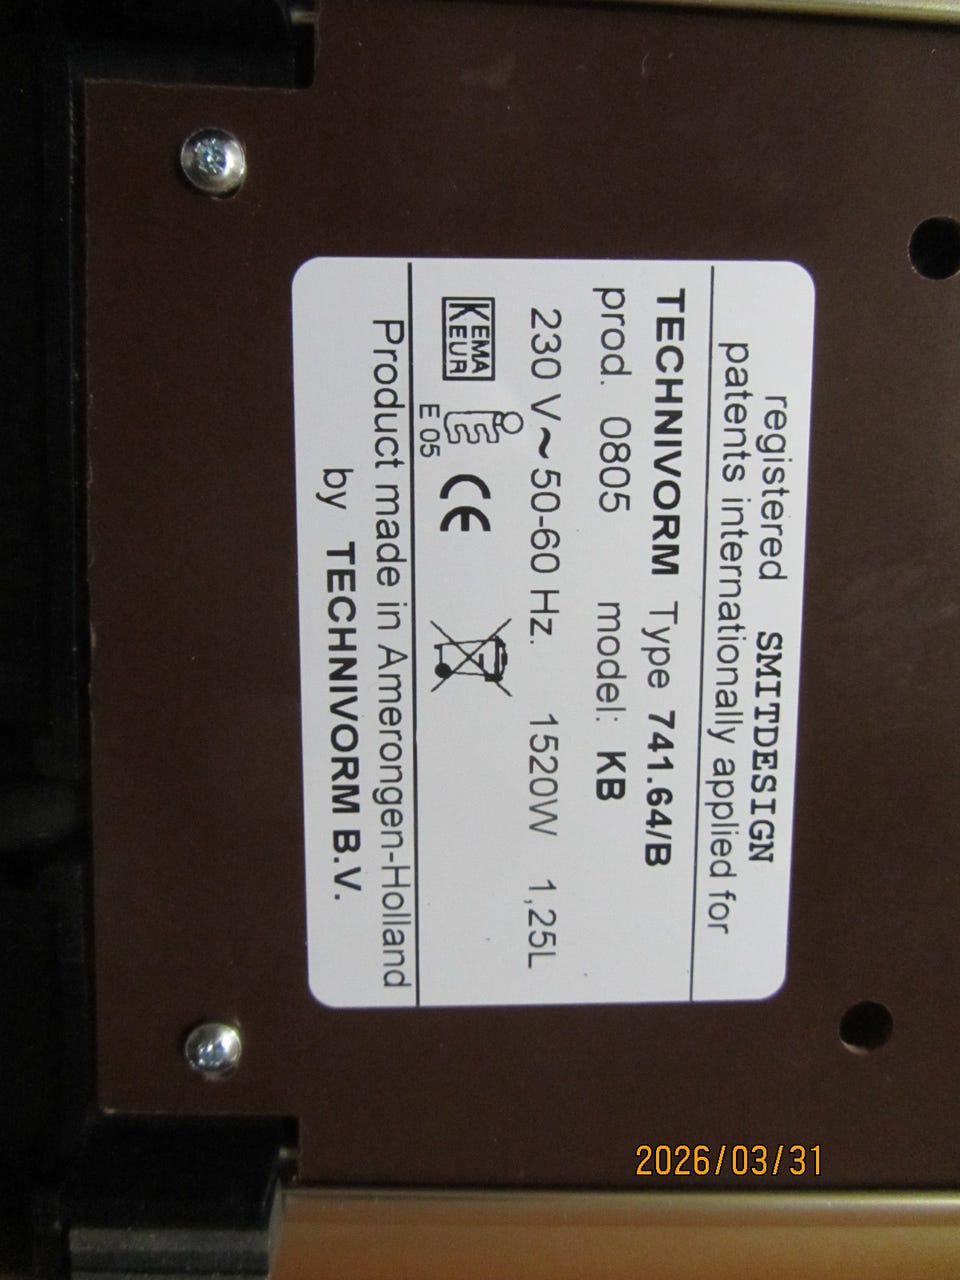 registered SMITDESIGN
patents internationally applied for
TECHNIVORM Type 741.64/B
prod. 0805 model: KB
230 V~50-60 Hz. 1520W 1,25L
KEMA
KEUR
E 05
CE
Product made in Amerongen-Holland
by TECHNIVORM B.V.
2026/03/31